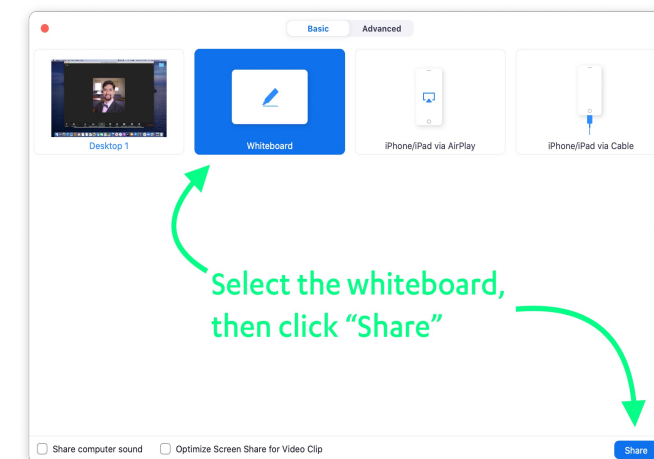 Basic Advanced
Desktop 1 Whiteboard iPhone/iPad via AirPlay iPhone/iPad via Cable
Select the whiteboard,
then click “Share”
Share computer sound Optimize Screen Share for Video Clip Share